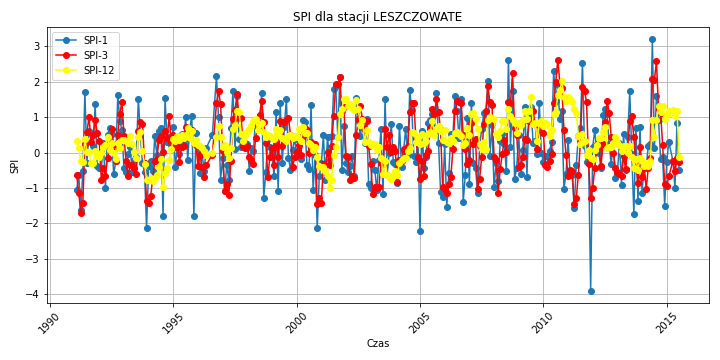 SPI dla stacji LESZCZOWATE
SPI-1
SPI-3
SPI-12
SPI
3
2
1
0
−1
−2
−3
−4
1990
1995
2000
2005
2010
2015
Czas